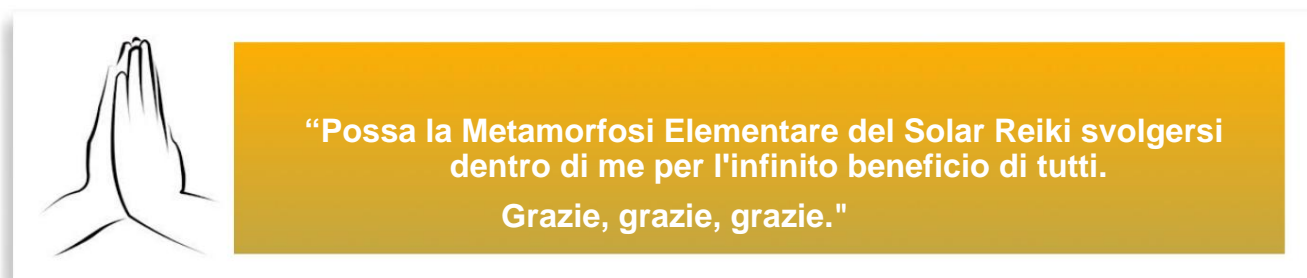 “Possa la Metamorfosi Elementare del Solar Reiki svolgersi
dentro di me per l'infinito beneficio di tutti.
Grazie, grazie, grazie."